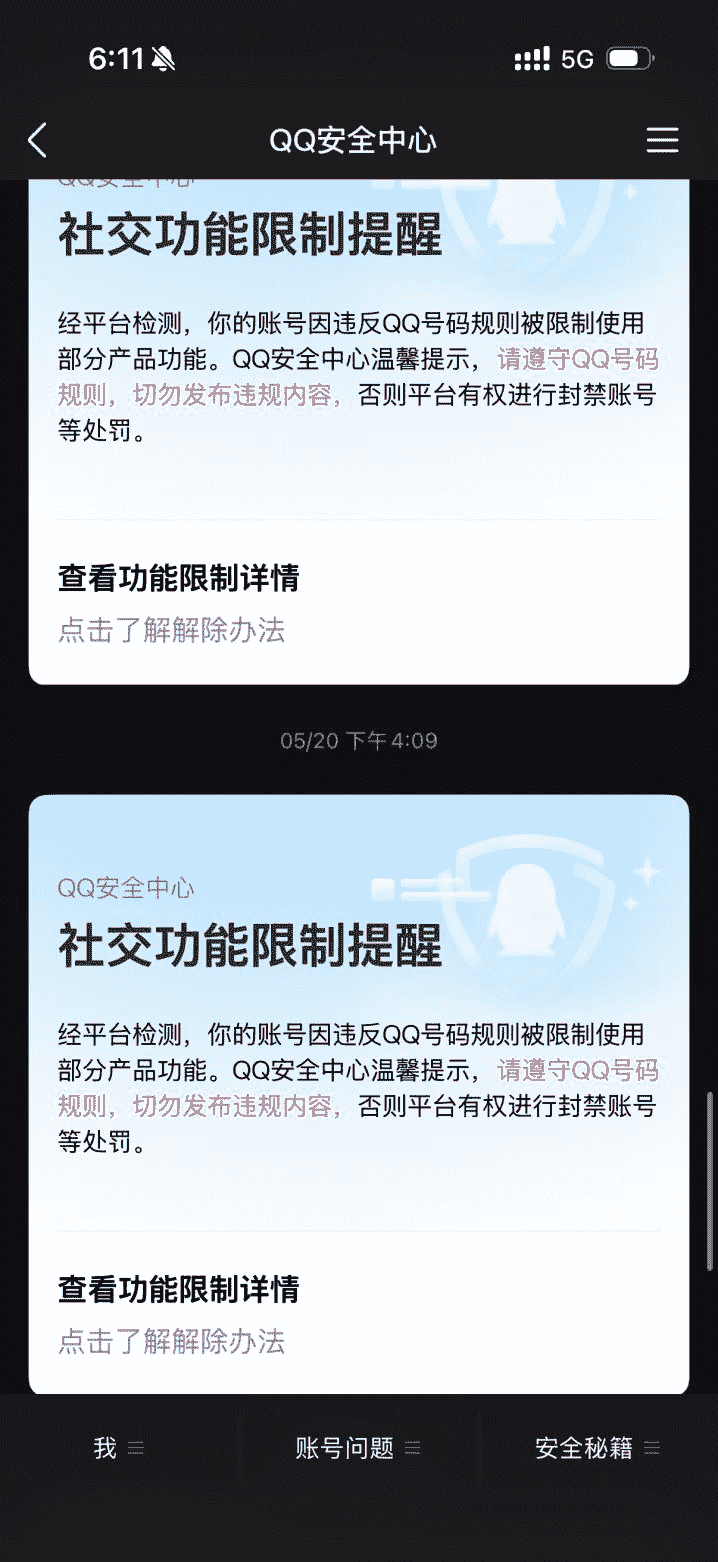 6:11
5G
QQ安全中心
QQ安全中心
社交功能限制提醒
经平台检测，你的账号因违反QQ号码规则被限制使用
部分产品功能。QQ安全中心温馨提示，请遵守QQ号码
规则，切勿发布违规内容，否则平台有权进行封禁账号
等处罚。
查看功能限制详情
点击了解解除办法
05/20 下午4:09
QQ安全中心
社交功能限制提醒
经平台检测，你的账号因违反QQ号码规则被限制使用
部分产品功能。QQ安全中心温馨提示，请遵守QQ号码
规则，切勿发布违规内容，否则平台有权进行封禁账号
等处罚。
查看功能限制详情
点击了解解除办法
我
账号问题
安全秘籍